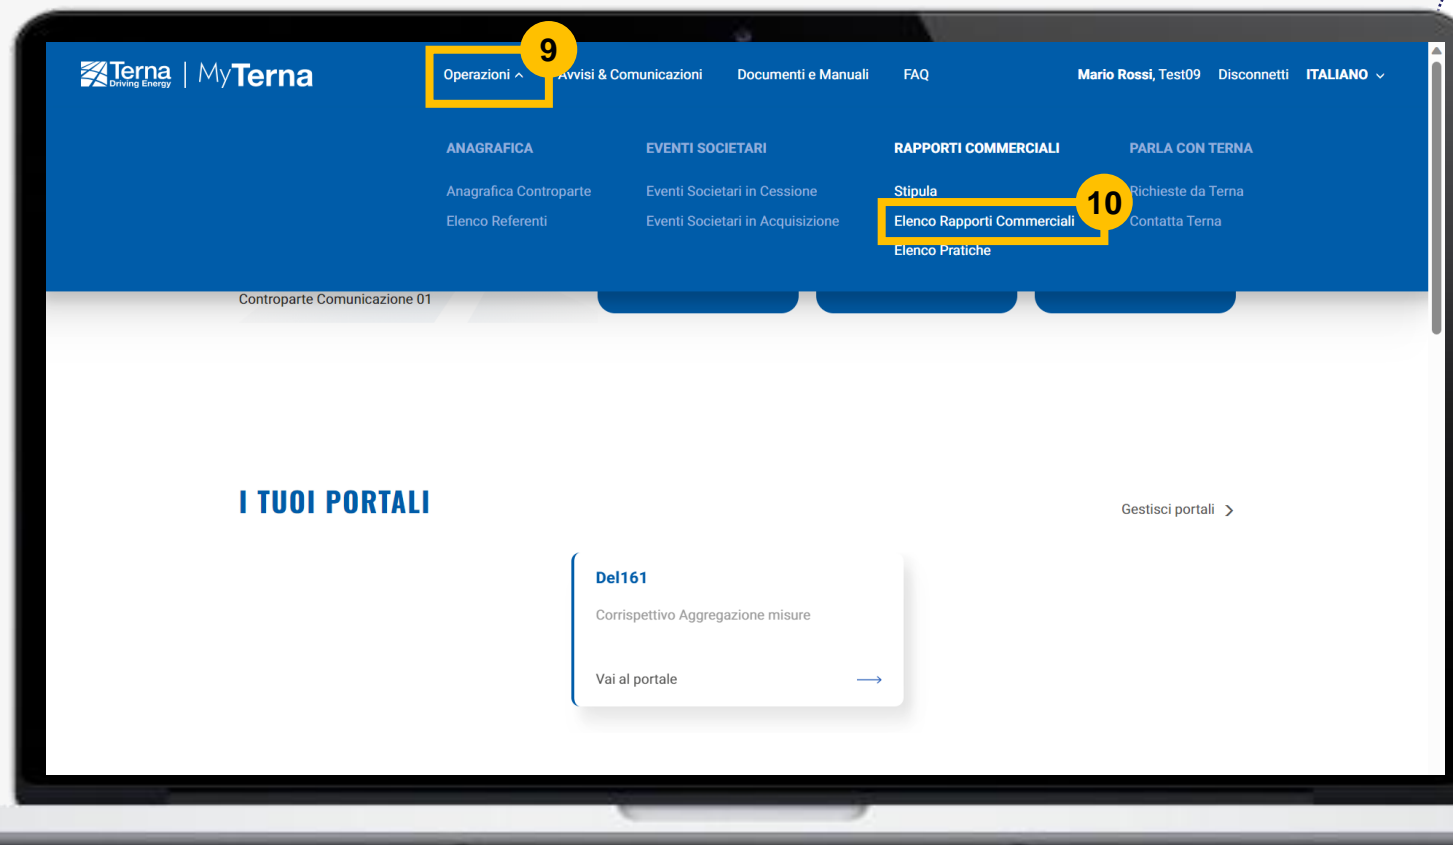 Terna
Driving Energy
MyTerna
Operazioni
9
Avvisi & Comunicazioni
Documenti e Manuali
FAQ
Mario Rossi, Test09
Disconnetti
ITALIANO
ANAGRAFICA
Anagrafica Controparte
Elenco Referenti
EVENTI SOCIETARI
Eventi Societari in Cessione
Eventi Societari in Acquisizione
RAPPORTI COMMERCIALI
Stipula
10
Elenco Rapporti Commerciali
Elenco Pratiche
PARLA CON TERNA
Richieste da Terna
Contatta Terna
Controparte Comunicazione 01
I TUOI PORTALI
Gestisci portali
Del161
Corrispettivo Aggregazione misure
Vai al portale